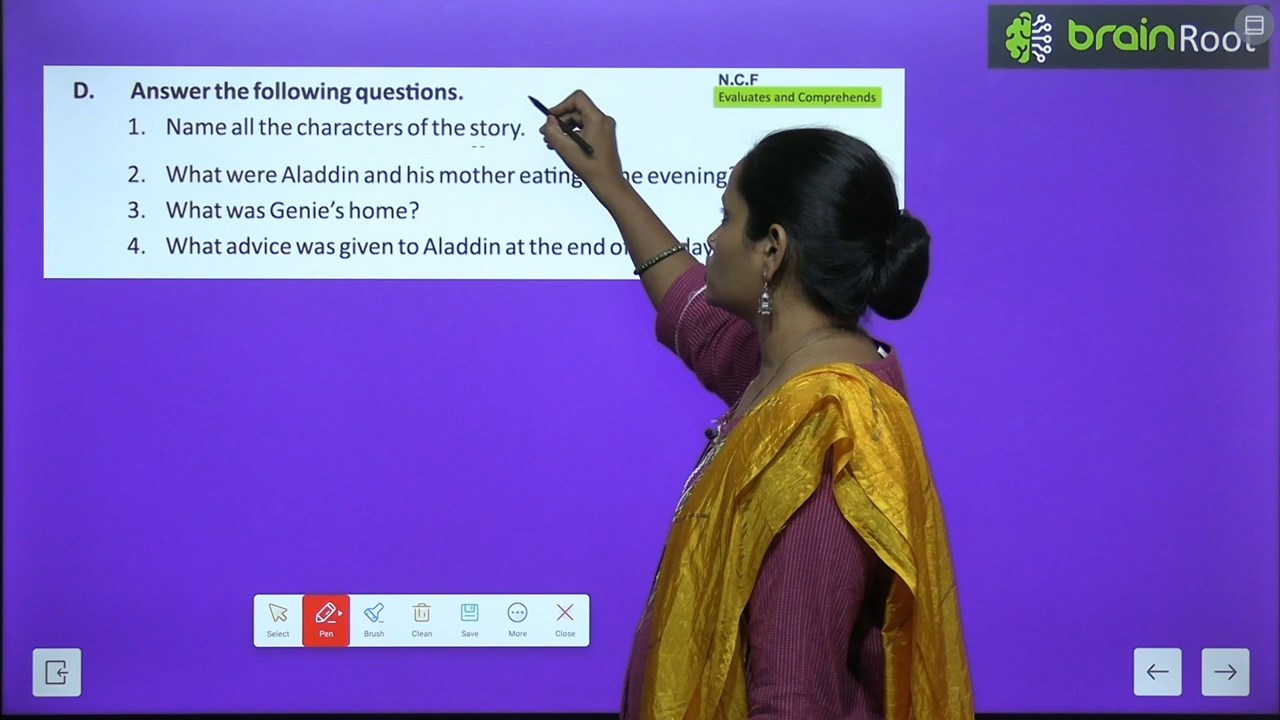 brainRoot
N.C.F
D. Answer the following questions.
Evaluates and Comprehends
1. Name all the characters of the story.
2. What were Aladdin and his mother eating evening?
3. What was Genie's home?
4. What advice was given to Aladdin at the end
Select Pen Brush Clean Save More Close